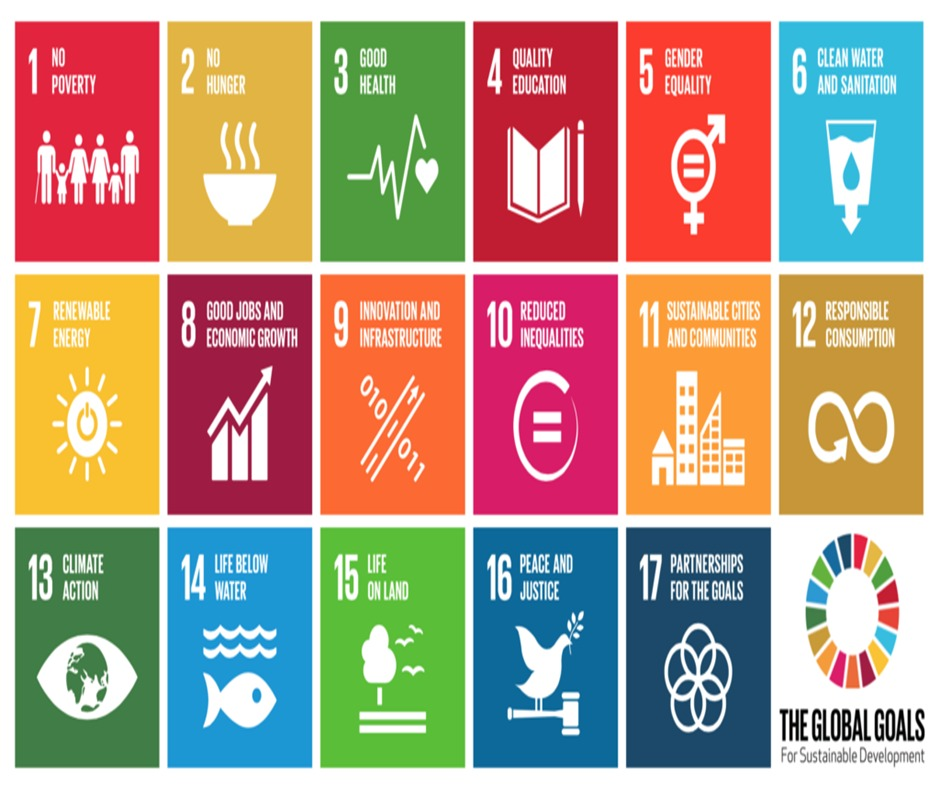 1 NO
POVERTY
2 NO
HUNGER
3 GOOD
HEALTH
4 QUALITY
EDUCATION
5 GENDER
EQUALITY
6 CLEAN WATER
AND SANITATION
7 RENEWABLE
ENERGY
8 GOOD JOBS AND
ECONOMIC GROWTH
9 INNOVATION AND
INFRASTRUCTURE
010
011
10 REDUCED
INEQUALITIES
11 SUSTAINABLE CITIES
AND COMMUNITIES
12 RESPONSIBLE
CONSUMPTION
13 CLIMATE
ACTION
14 LIFE BELOW
WATER
15 LIFE
ON LAND
16 PEACE AND
JUSTICE
17 PARTNERSHIPS
FOR THE GOALS
THE GLOBAL GOALS
For Sustainable Development